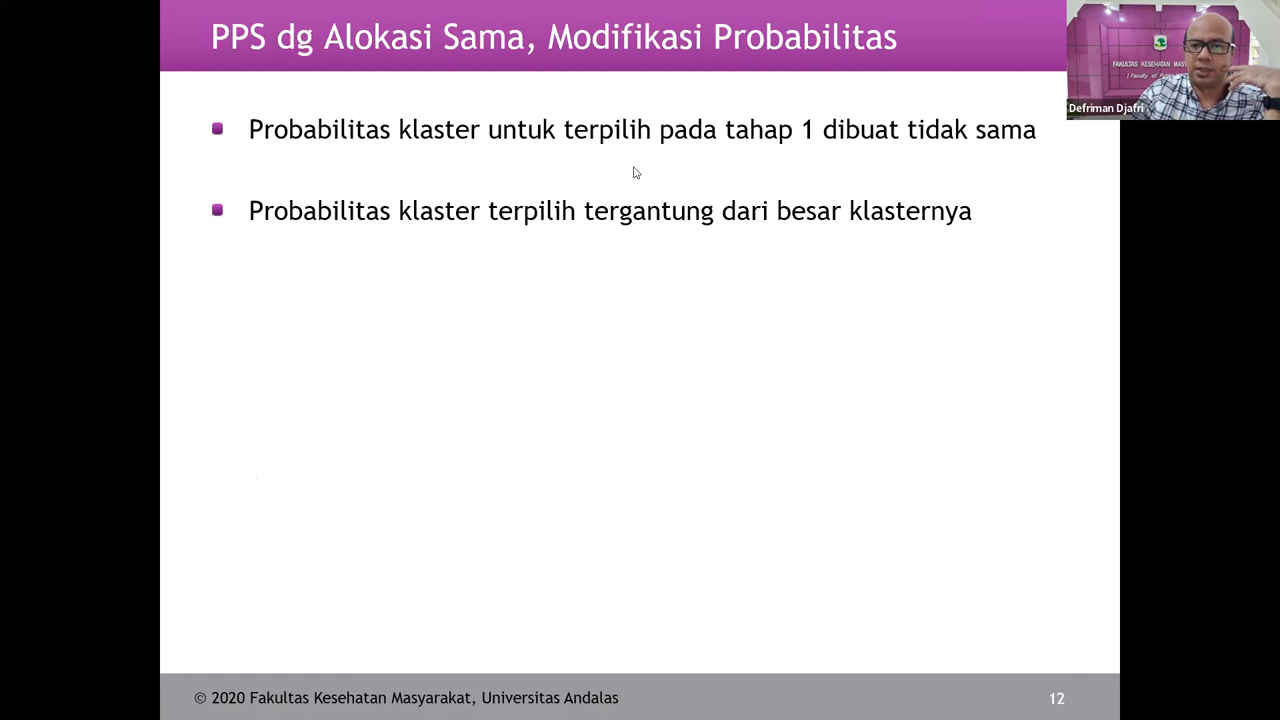 PPS dg Alokasi Sama, Modifikasi Probabilitas
FAKULTAS KESEHATAN MASY
Defriman Djafri
Probabilitas klaster untuk terpilih pada tahap 1 dibuat tidak sama
Probabilitas klaster terpilih tergantung dari besar klasternya
© 2020 Fakultas Kesehatan Masyarakat, Universitas Andalas
12